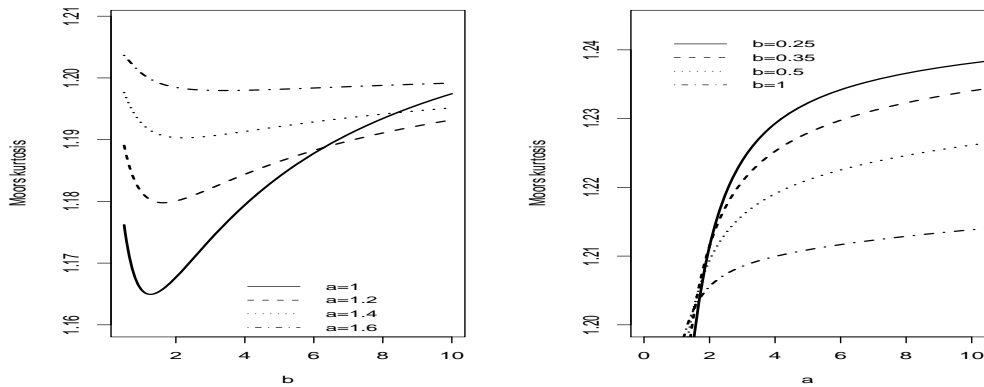 Moors kurtosis
1.21
1.20
1.19
1.18
1.17
1.16
2
4
6
8
10
b
a=1
a=1.2
a=1.4
a=1.6
Moors kurtosis
1.24
1.23
1.22
1.21
1.20
0
2
4
6
8
10
a
b=0.25
b=0.35
b=0.5
b=1